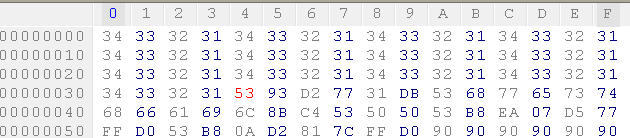 0 1 2 3 4 5 6 7 8 9 A B C D E F
00000000 34 33 32 31 34 33 32 31 34 33 32 31 34 33 32 31
00000010 34 33 32 31 34 33 32 31 34 33 32 31 34 33 32 31
00000020 34 33 32 31 34 33 32 31 34 33 32 31 34 33 32 31
00000030 34 33 32 31 53 93 D2 77 31 DB 53 68 77 65 73 74
00000040 68 66 61 69 6C 8B C4 53 50 50 53 B8 EA 07 D5 77
00000050 FF D0 53 B8 0A D2 81 7C FF D0 90 90 90 90 90 90